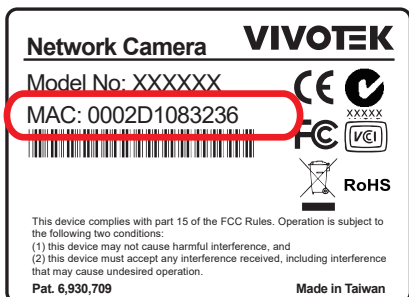 Network Camera
VIVOTEK
Model No: XXXXXX
MAC: 0002D1083236
CE
XXXXX
FC
VCI
RoHS
This device complies with part 15 of the FCC Rules. Operation is subject to
the following two conditions:
(1) this device may not cause harmful interference, and
(2) this device must accept any interference received, including interference
that may cause undesired operation.
Pat. 6,930,709
Made in Taiwan